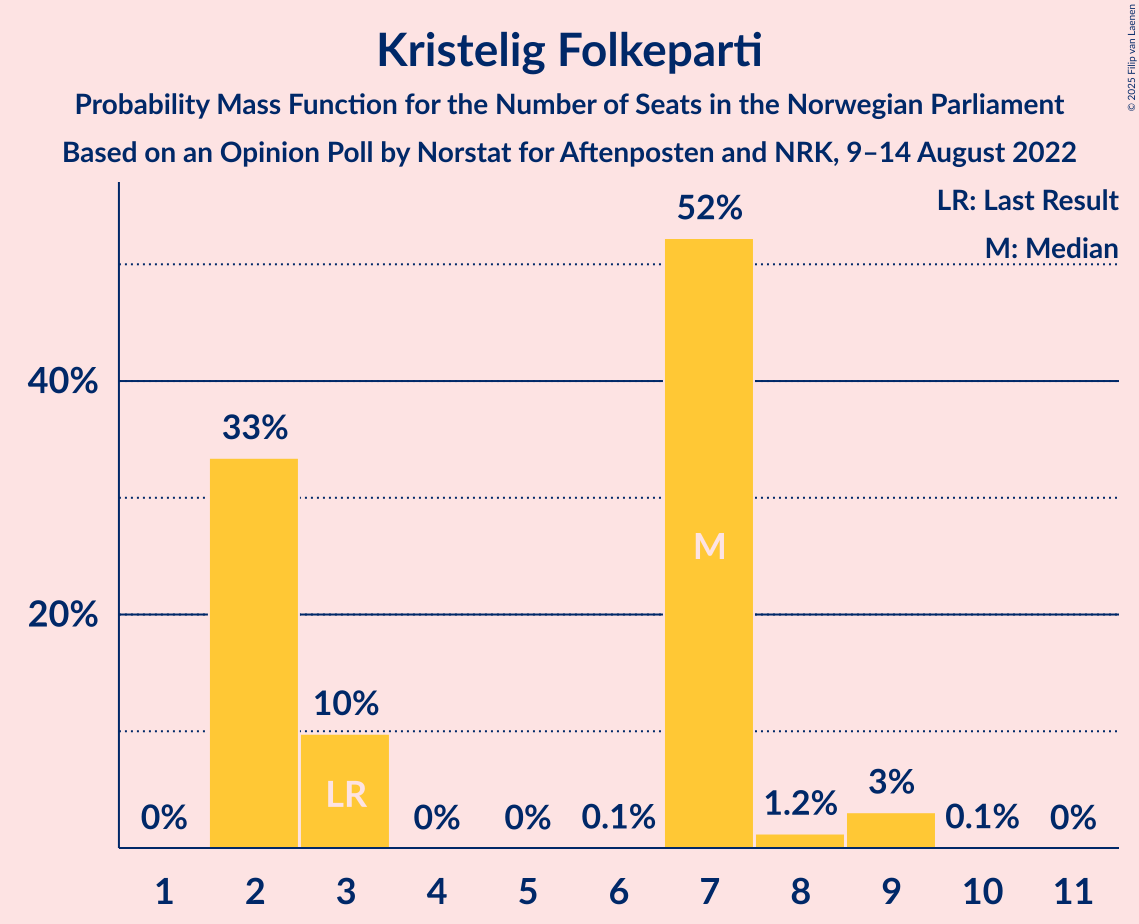 Kristelig Folkeparti
Probability Mass Function for the Number of Seats in the Norwegian Parliament
Based on an Opinion Poll by Norstat for Aftenposten and NRK, 9–14 August 2022
© 2025 Filip van Laenen
LR: Last Result
M: Median
52%
40%
33%
M
20%
10%
LR
0%
0%
0%
0.1%
1.2%
3%
0.1%
0%
1 2 3 4 5 6 7 8 9 10 11